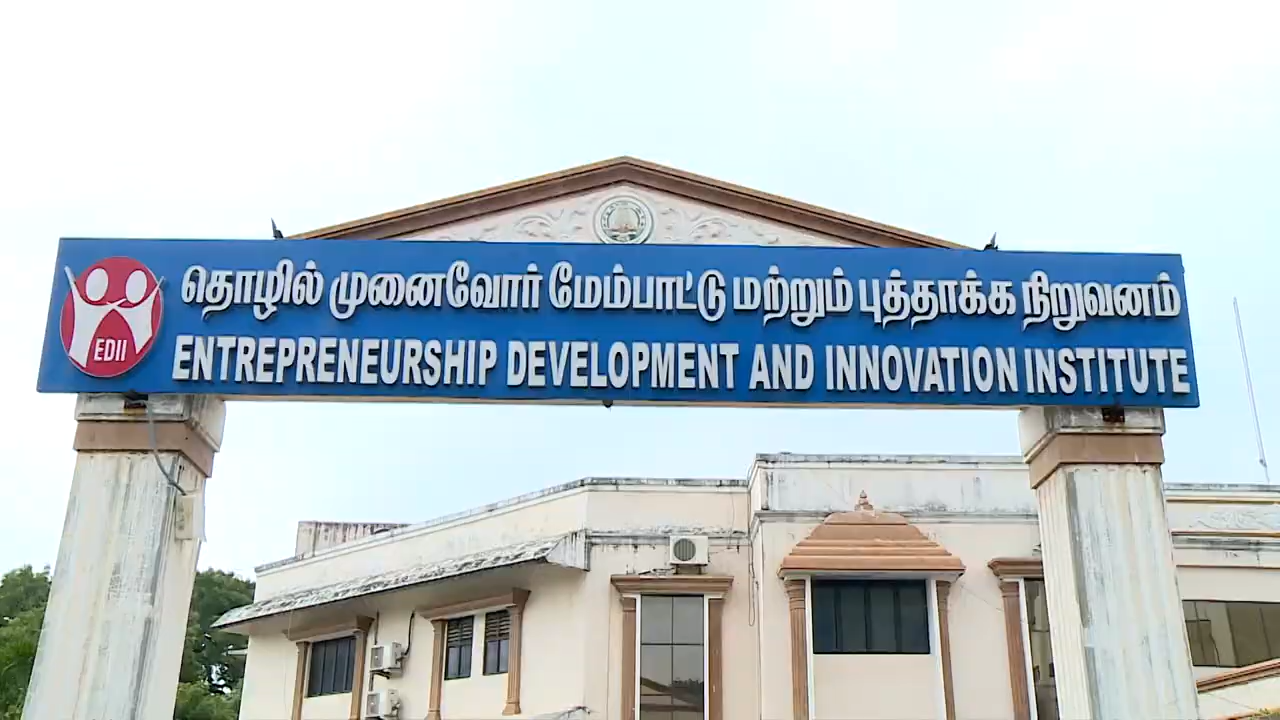 தொழில் முனைவோர் மேம்பாட்டு மற்றும் புத்தாக்க நிறுவனம்
EDII
ENTREPRENEURSHIP DEVELOPMENT AND INNOVATION INSTITUTE